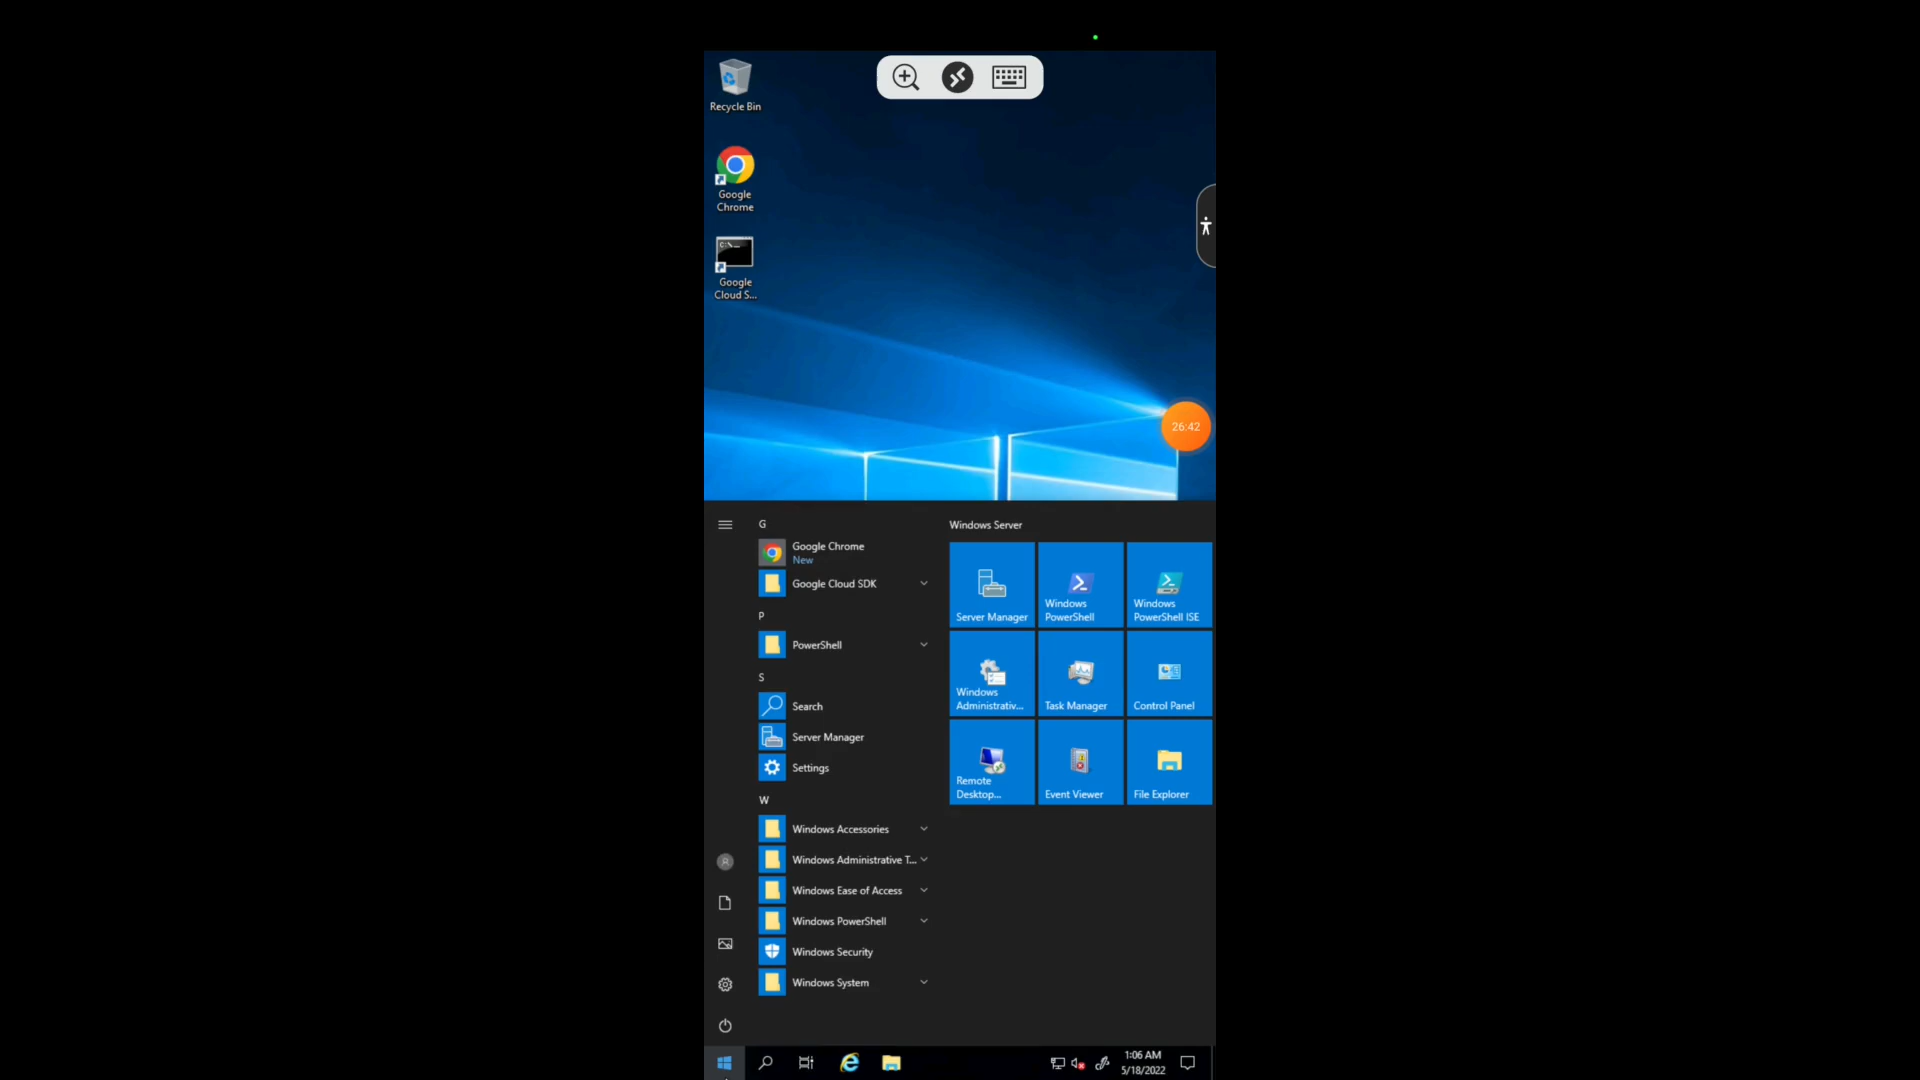 Recycle Bin
Google
Chrome
C:\_
Google
Cloud S...
26:42
G
Google Chrome
New
Google Cloud SDK
P
PowerShell
S
Search
Server Manager
Settings
W
Windows Accessories
Windows Administrative T...
Windows Ease of Access
Windows PowerShell
Windows Security
Windows System
Windows Server
Server Manager
Windows
PowerShell
Windows
PowerShell ISE
Windows
Administrativ...
Task Manager
Control Panel
Remote
Desktop...
Event Viewer
File Explorer
1:06 AM
5/18/2022